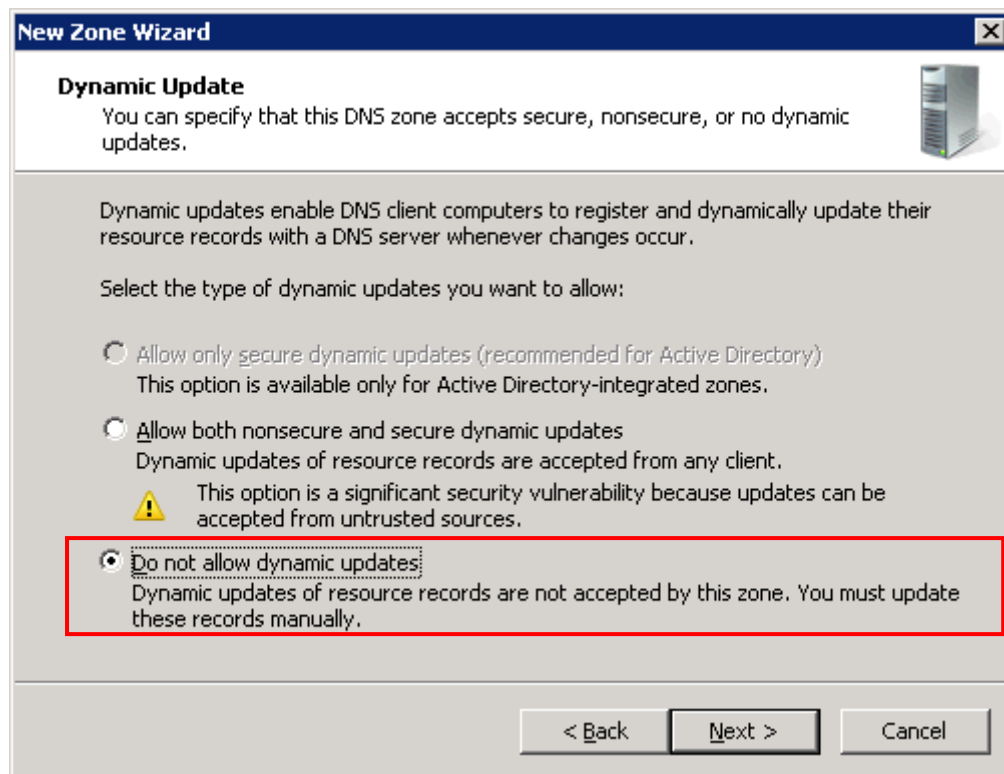 New Zone Wizard
Dynamic Update
You can specify that this DNS zone accepts secure, nonsecure, or no dynamic
updates.
Dynamic updates enable DNS client computers to register and dynamically update their
resource records with a DNS server whenever changes occur.
Select the type of dynamic updates you want to allow:
Allow only secure dynamic updates (recommended for Active Directory)
This option is available only for Active Directory-integrated zones.
Allow both nonsecure and secure dynamic updates
Dynamic updates of resource records are accepted from any client.
This option is a significant security vulnerability because updates can be
accepted from untrusted sources.
Do not allow dynamic updates
Dynamic updates of resource records are not accepted by this zone. You must update
these records manually.
< Back
Next >
Cancel